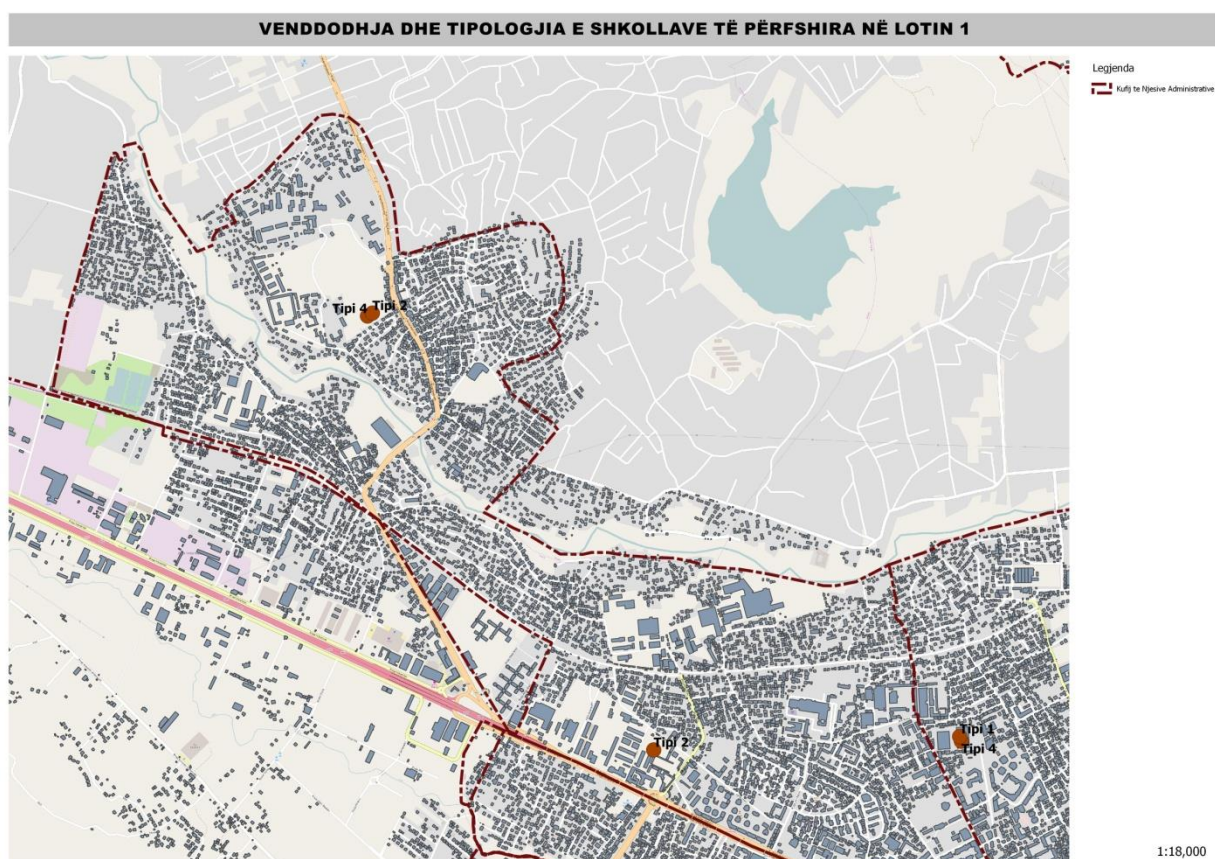 VENDDODHJA DHE TIPOLOGJIA E SHKOLLAVE TË PËRFSHIRA NË LOTIN 1
Legjenda
Kufij te Njesive Administrative
Tipi 4 Tipi 2
Tipi 2
Tipi 1
Tipi 4
1:18,000